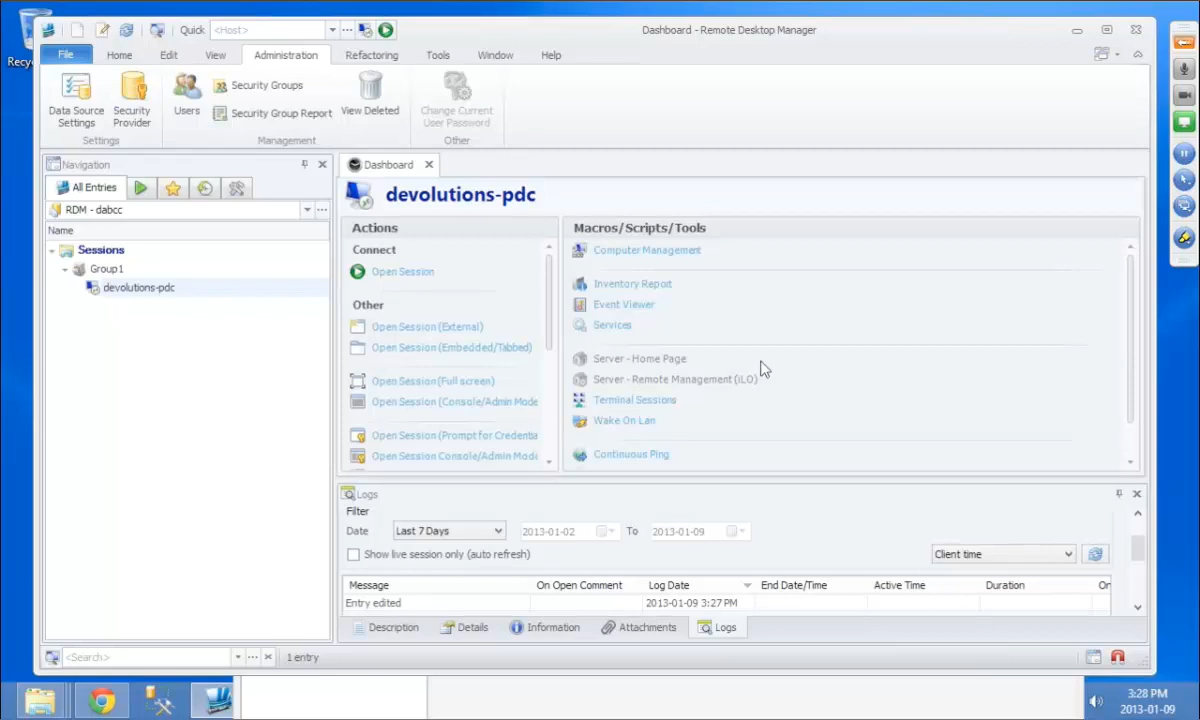 Quick <Host> Dashboard - Remote Desktop Manager
File Home Edit View Administration Refactoring Tools Window Help
Recy
Data Source Settings
Security Provider
Users
Security Groups
Security Group Report
View Deleted
Change Current User Password
Settings Management Other
Navigation
All Entries
RDM - dabcc
Name
Sessions
Group1
devolutions-pdc
Dashboard
devolutions-pdc
Actions
Connect
Open Session
Other
Open Session (External)
Open Session (Embedded/Tabbed)
Open Session (Full screen)
Open Session (Console/Admin Mode
Open Session (Prompt for Credentia
Open Session Console/Admin Mode
Macros/Scripts/Tools
Computer Management
Inventory Report
Event Viewer
Services
Server - Home Page
Server - Remote Management (iLO)
Terminal Sessions
Wake On Lan
Continuous Ping
Logs
Filter
Date Last 7 Days 2013-01-02 To 2013-01-09
Show live session only (auto refresh)
Client time
Message On Open Comment Log Date End Date/Time Active Time Duration On
Entry edited 2013-01-09 3:27 PM
Description Details Information Attachments Logs
<Search> 1 entry
3:28 PM
2013-01-09